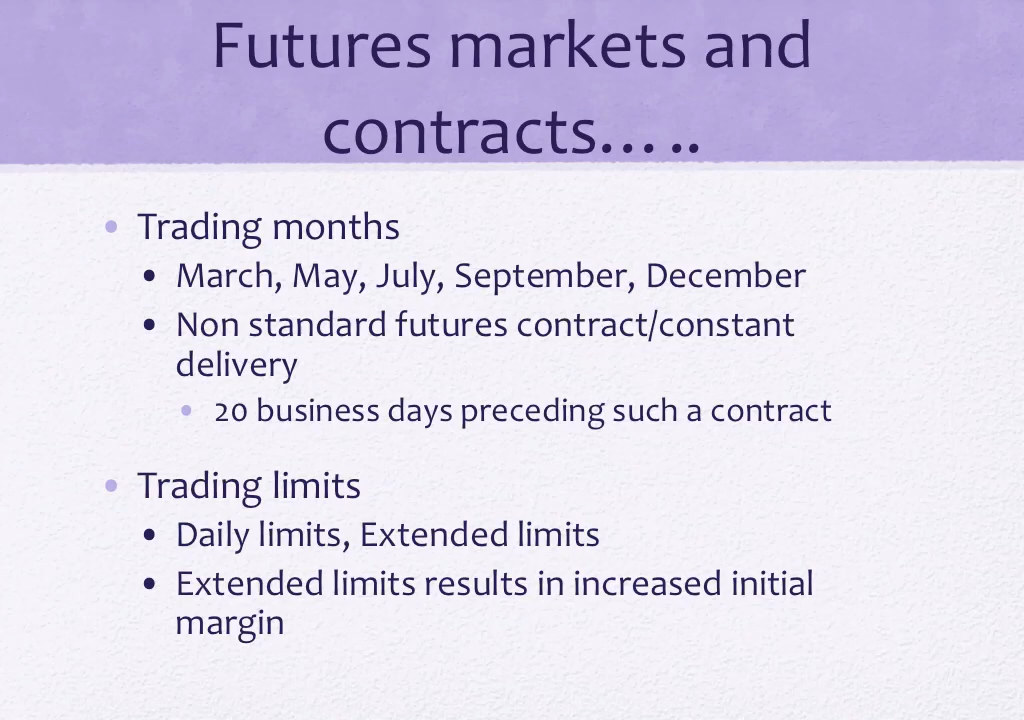 Futures markets and
contracts…..
• Trading months
• March, May, July, September, December
• Non standard futures contract/constant
delivery
• 20 business days preceding such a contract
• Trading limits
• Daily limits, Extended limits
• Extended limits results in increased initial
margin